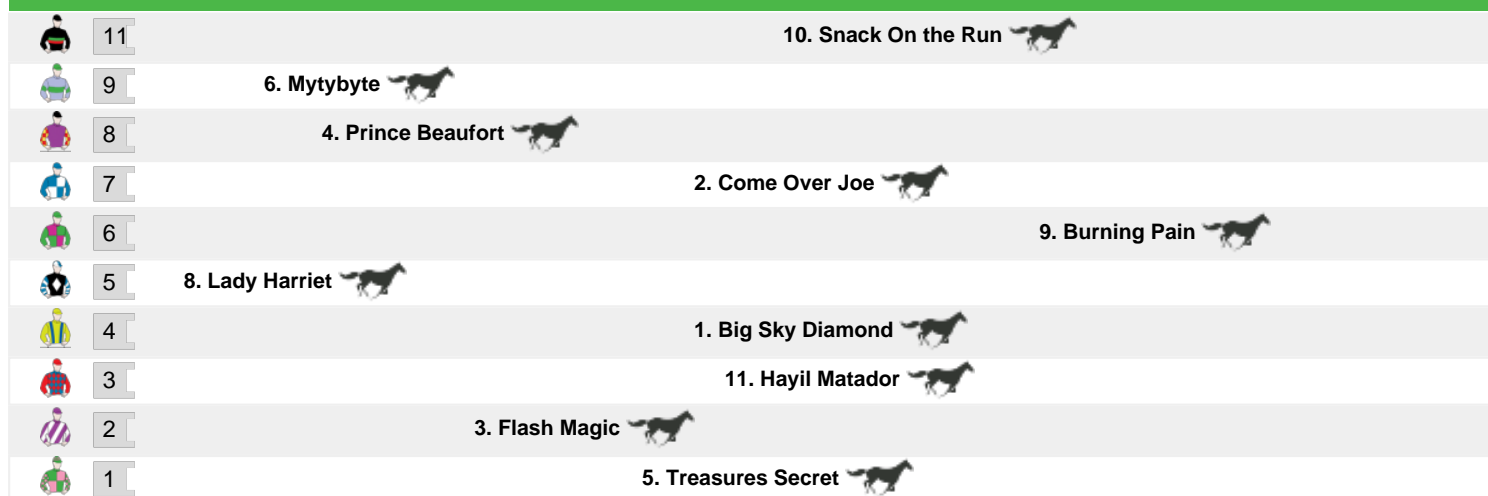 11 10. Snack On the Run
9 6. Mytybyte
8 4. Prince Beaufort
7 2. Come Over Joe
6 9. Burning Pain
5 8. Lady Harriet
4 1. Big Sky Diamond
3 11. Hayil Matador
2 3. Flash Magic
1 5. Treasures Secret